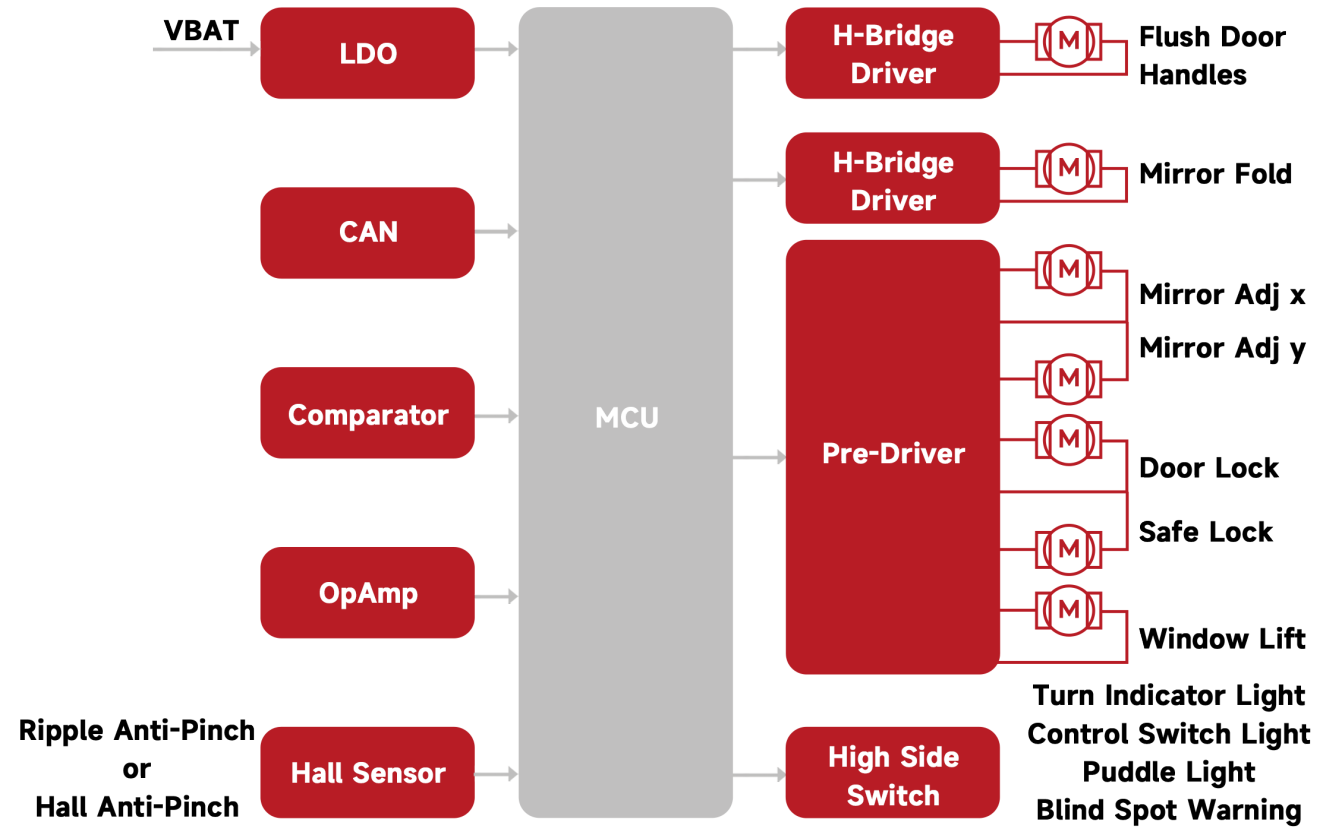 VBAT
LDO
CAN
Comparator
OpAmp
Ripple Anti-Pinch
or
Hall Anti-Pinch
Hall Sensor
MCU
H-Bridge
Driver
M
Flush Door
Handles
H-Bridge
Driver
M
Mirror Fold
Pre-Driver
M
Mirror Adj x
Mirror Adj y
M
M
Door Lock
Safe Lock
M
M
Window Lift
High Side
Switch
Turn Indicator Light
Control Switch Light
Puddle Light
Blind Spot Warning